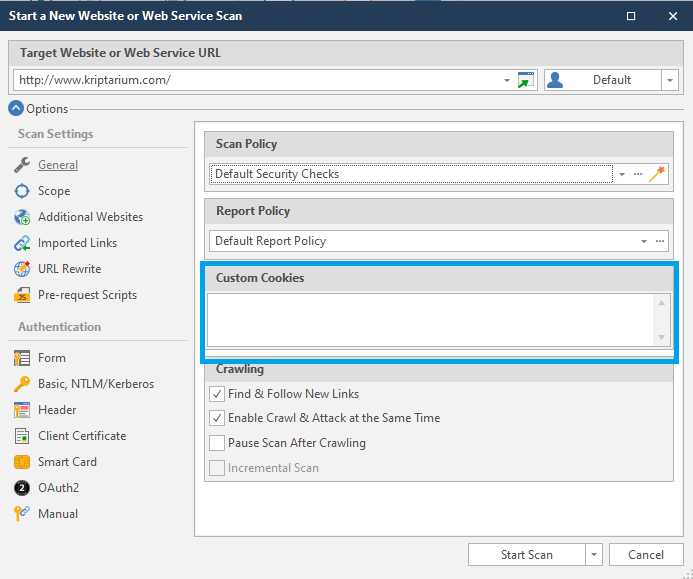 Start a New Website or Web Service Scan
Target Website or Web Service URL
http://www.kriptarium.com/
Default
Options
Scan Settings
General
Scope
Additional Websites
Imported Links
URL Rewrite
JS
Pre-request Scripts
Authentication
Form
Basic, NTLM/Kerberos
Header
Client Certificate
Smart Card
2
OAuth2
Manual
Scan Policy
Default Security Checks
Report Policy
Default Report Policy
Custom Cookies
Crawling
Find & Follow New Links
Enable Crawl & Attack at the Same Time
Pause Scan After Crawling
Incremental Scan
Start Scan
Cancel